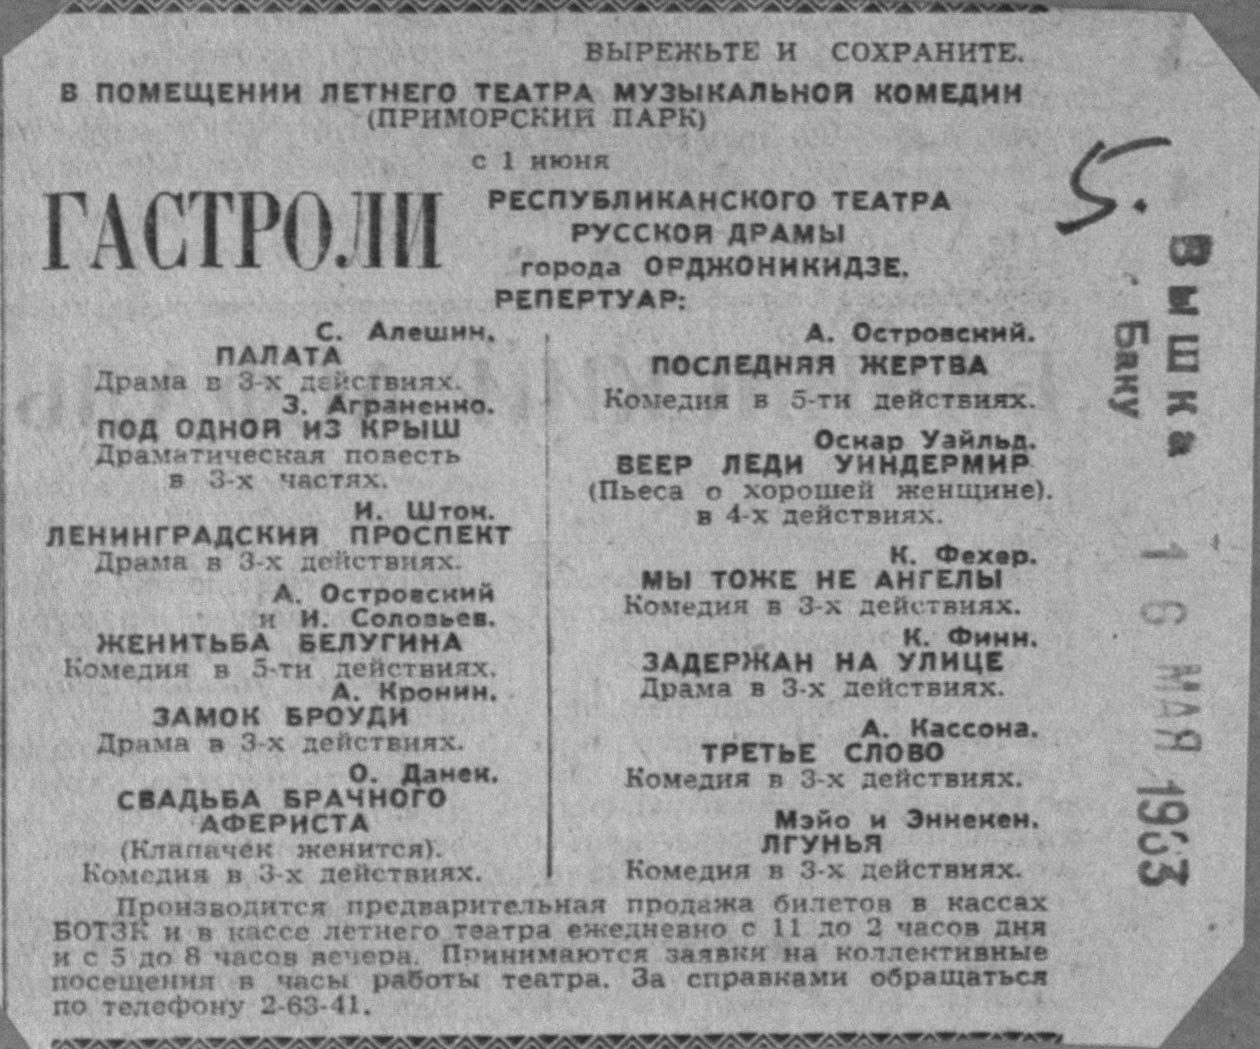 ВЫРЕЖЬТЕ И СОХРАНИТЕ.
В ПОМЕЩЕНИИ ЛЕТНЕГО ТЕАТРА МУЗЫКАЛЬНОЙ КОМЕДИИ
(ПРИМОРСКИЙ ПАРК)
с 1 июня
ГАСТРОЛИ
РЕСПУБЛИКАНСКОГО ТЕАТРА
РУССКОЙ ДРАМЫ
города ОРДЖОНИКИДЗЕ.
РЕПЕРТУАР:
С. Алешин.
ПАЛАТА
Драма в 3-х действиях.
З. Аграненко.
ПОД ОДНОЙ ИЗ КРЫШ
Драматическая повесть
в 3-х частях.
И. Шток.
ЛЕНИНГРАДСКИЙ ПРОСПЕКТ
Драма в 3-х действиях.
А. Островский
и И. Соловьев.
ЖЕНИТЬБА БЕЛУГИНА
Комедия в 5-ти действиях.
А. Кронин.
ЗАМОК БРОУДИ
Драма в 3-х действиях.
О. Данек.
СВАДЬБА БРАЧНОГО
АФЕРИСТА
(Клапачек женится).
Комедия в 3-х действиях.
А. Островский.
ПОСЛЕДНЯЯ ЖЕРТВА
Комедия в 5-ти действиях.
Оскар Уайльд.
ВЕЕР ЛЕДИ УИНДЕРМИР
(Пьеса о хорошей женщине).
в 4-х действиях.
К. Фехер.
МЫ ТОЖЕ НЕ АНГЕЛЫ
Комедия в 3-х действиях.
К. Финн.
ЗАДЕРЖАН НА УЛИЦЕ
Драма в 3-х действиях.
А. Кассона.
ТРЕТЬЕ СЛОВО
Комедия в 3-х действиях.
Мэйо и Эннекен.
ЛГУНЬЯ
Комедия в 3-х действиях.
Производится предварительная продажа билетов в кассах
БОТЗК и в кассе летнего театра ежедневно с 11 до 2 часов дня
и с 5 до 8 часов вечера. Принимаются заявки на коллективные
посещения в часы работы театра. За справками обращаться
по телефону 2-63-41.
5.
Вышка
Баку
16 МАЯ 1963